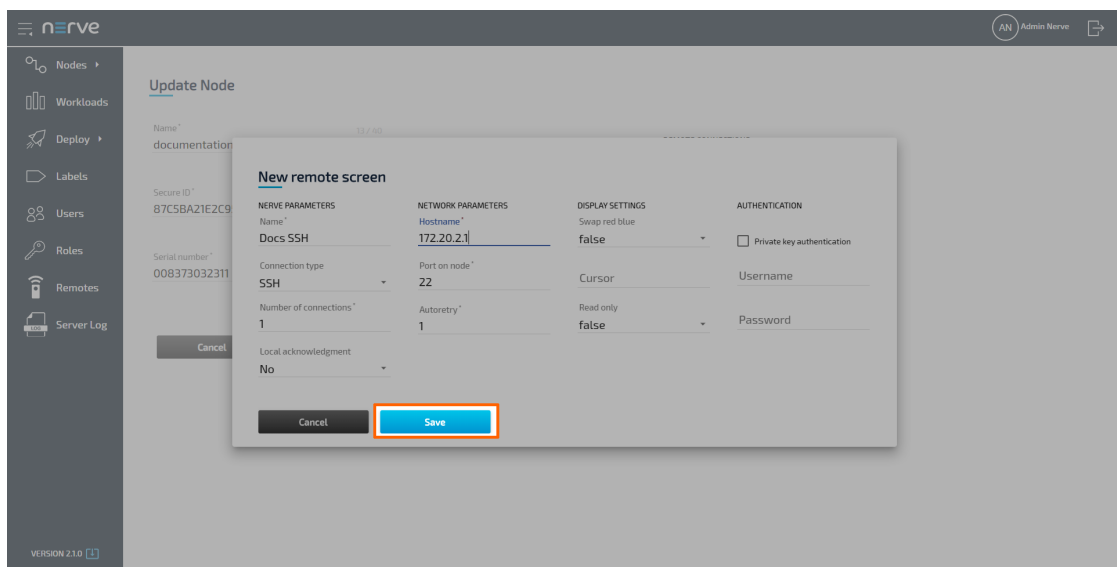 nerve
AN Admin Nerve
Nodes
Workloads
Deploy
Labels
Users
Roles
Remotes
LOG Server Log
VERSION 2.1.0
Update Node
Name*
documentation
Secure ID*
87C5BA21E2C9
Serial number*
008373032311
Cancel
New remote screen
NERVE PARAMETERS
Name*
Docs SSH
Connection type
SSH
Number of connections*
1
Local acknowledgment
No
NETWORK PARAMETERS
Hostname*
172.20.2.1
Port on node*
22
Autoretry*
1
DISPLAY SETTINGS
Swap red blue
false
Cursor
Read only
false
AUTHENTICATION
Private key authentication
Username
Password
Cancel
Save